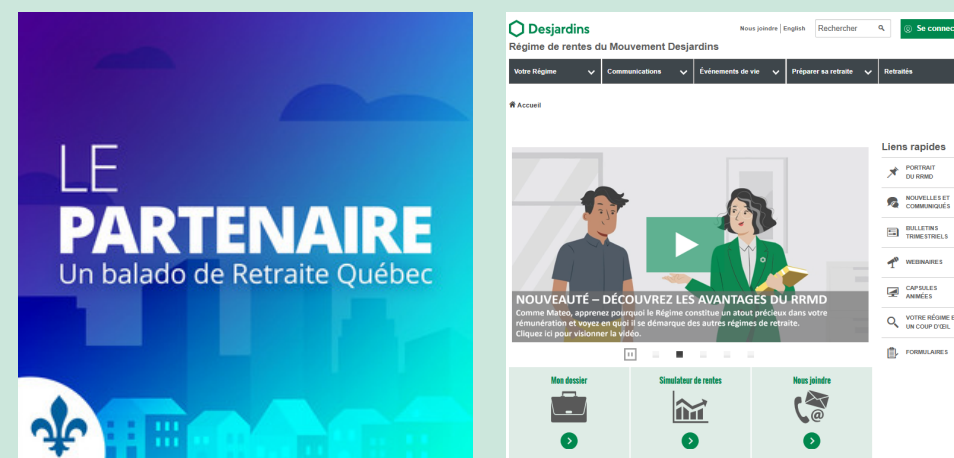 LE
PARTENAIRE
Un balado de Retraite Québec
Desjardins
Nous joindre | English
Rechercher
Se connec
Régime de rentes du Mouvement Desjardins
Votre Régime
Communications
Événements de vie
Préparer sa retraite
Retraités
Accueil
NOUVEAUTÉ – DÉCOUVREZ LES AVANTAGES DU RRMD
Comme Mateo, apprenez pourquoi le Régime constitue un atout précieux dans votre
rémunération et voyez en quoi il se démarque des autres régimes de retraite.
Cliquez ici pour visionner la vidéo.
Mon dossier
Simulateur de rentes
Nous joindre
Liens rapides
PORTRAIT
DU RRMD
NOUVELLES ET
COMMUNIQUÉS
BULLETINS
TRIMESTRIELS
WEBINAIRES
CAPSULES
ANIMÉES
VOTRE RÉGIME E
UN COUP D'ŒIL
FORMULAIRES